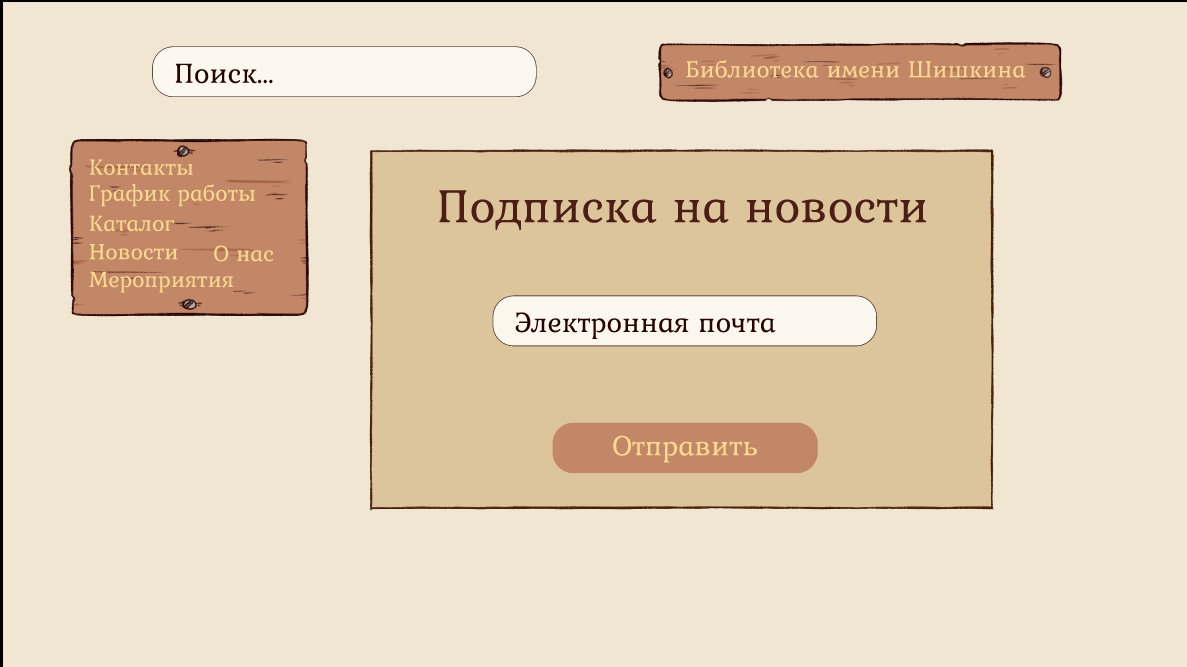 Поиск...
Библиотека имени Шишкина
Контакты
График работы
Каталог
Новости О нас
Мероприятия
Подписка на новости
Электронная почта
Отправить